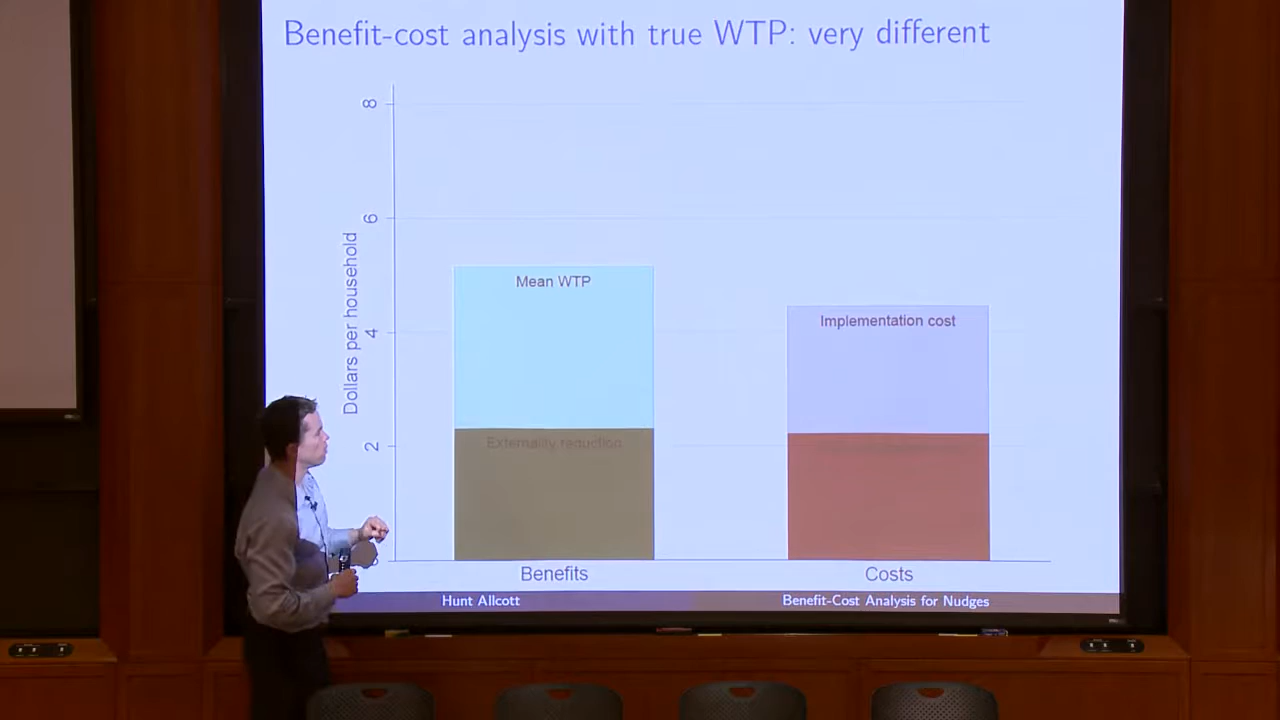 Benefit-cost analysis with true WTP: very different
8
6
4
2
Dollars per household
Mean WTP
Externality reduction
Implementation cost
Benefits
Costs
Hunt Allcott
Benefit-Cost Analysis for Nudges